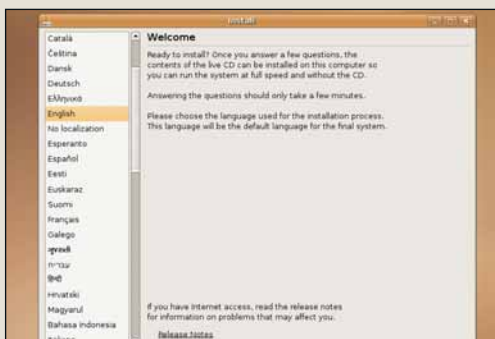 Install
Català
Čeština
Dansk
Deutsch
Ελληνικά
English
No localization
Esperanto
Español
Eesti
Euskaraz
Suomi
Français
Galego
ગુજરાતી
עברית
हिन्दी
Hrvatski
Magyarul
Bahasa Indonesia
Welcome
Ready to install? Once you answer a few questions, the
contents of the live CD can be installed on this computer so
you can run the system at full speed and without the CD.
Answering the questions should only take a few minutes.
Please choose the language used for the installation process.
This language will be the default language for the final system.
If you have Internet access, read the release notes
for information on problems that may affect you.
Release Notes